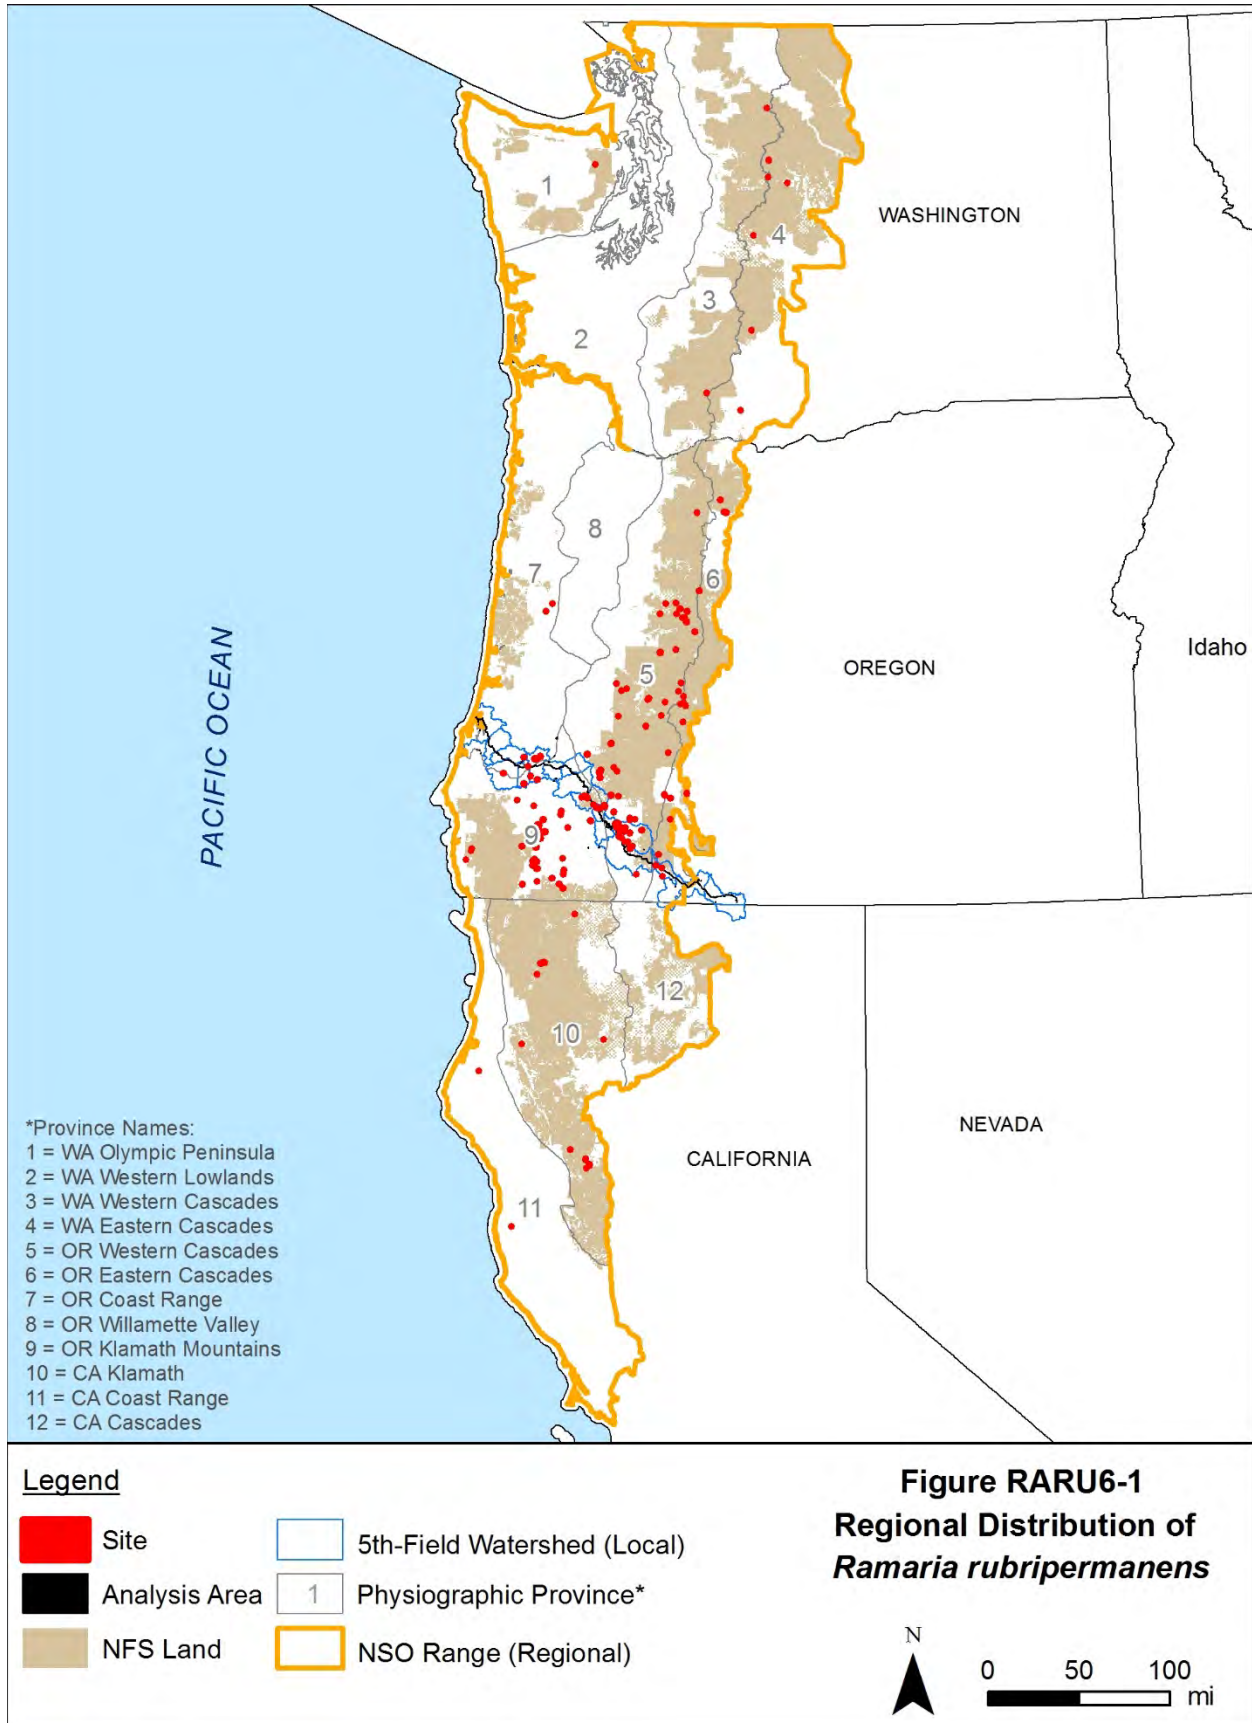 1
WASHINGTON
4
3
2
8
7
6
Idaho
5
OREGON
PACIFIC OCEAN
9
12
10
NEVADA
CALIFORNIA
11
*Province Names:
1 = WA Olympic Peninsula
2 = WA Western Lowlands
3 = WA Western Cascades
4 = WA Eastern Cascades
5 = OR Western Cascades
6 = OR Eastern Cascades
7 = OR Coast Range
8 = OR Willamette Valley
9 = OR Klamath Mountains
10 = CA Klamath
11 = CA Coast Range
12 = CA Cascades
Legend
Site
Analysis Area
NFS Land
5th-Field Watershed (Local)
1 Physiographic Province*
NSO Range (Regional)
Figure RARU6-1
Regional Distribution of
Ramaria rubripermanens
N
0 50 100
mi